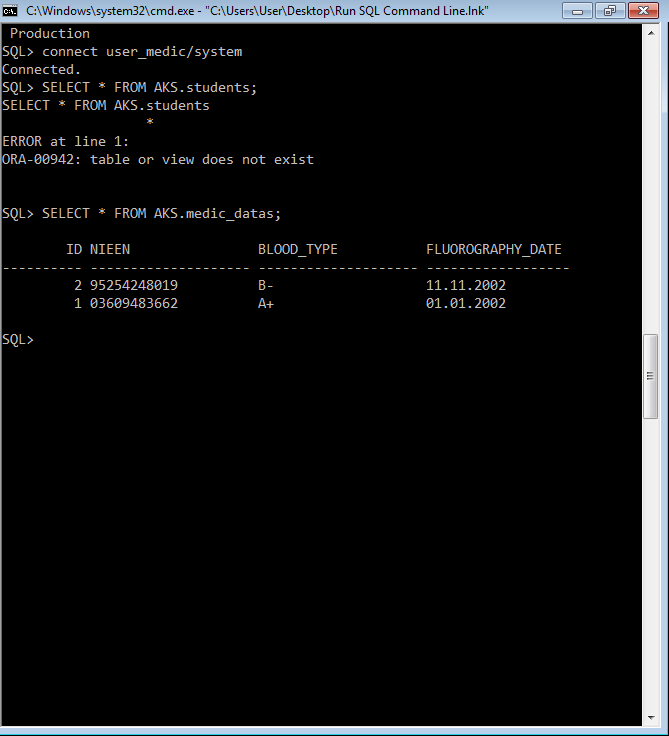 C:\Windows\system32\cmd.exe - "C:\Users\User\Desktop\Run SQL Command Line.lnk"
Production
SQL> connect user_medic/system
Connected.
SQL> SELECT * FROM AKS.students;
SELECT * FROM AKS.students
*
ERROR at line 1:
ORA-00942: table or view does not exist
SQL> SELECT * FROM AKS.medic_datas;
ID NIEEN BLOOD_TYPE FLUOROGRAPHY_DATE
---------- -------------------- -------------------- ------------------
2 95254248019 B- 11.11.2002
1 03609483662 A+ 01.01.2002
SQL>